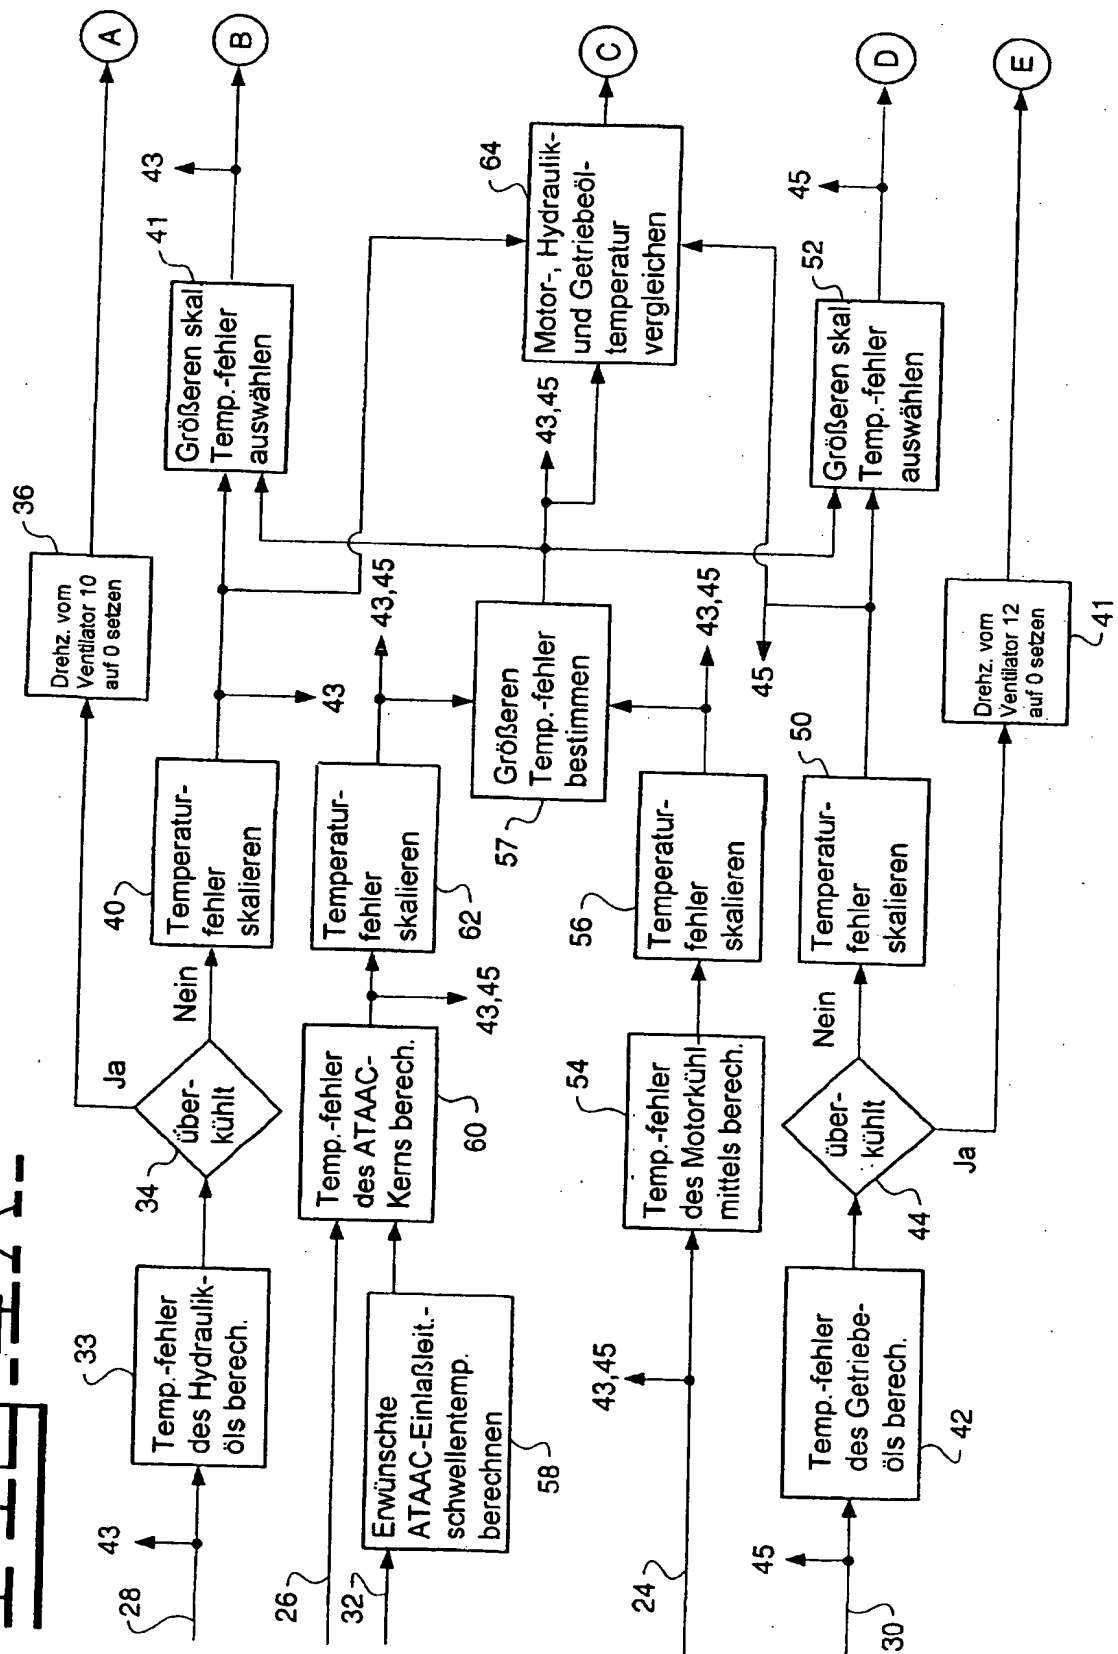 A
36
Drehz. vom
Ventilator 10
auf 0 setzen
Ja
B
43
41
Größeren skal
Temp.-fehler
auswählen
43
40
Temperatur-
fehler
skalieren
Nein
34
über-
kühlt
33
Temp.-fehler
des Hydraulik-
öls berech.
43
28
C
64
Motor-, Hydraulik-
und Getriebeöl-
temperatur
vergleichen
43,45
43,45
57
Größeren
Temp.-fehler
bestimmen
62
Temperatur-
fehler
skalieren
43,45
60
Temp.-fehler
des ATAAC-
Kerns berech.
26
32
58
Erwünschte
ATAAC-Einlaßleit.-
schwellentemp.
berechnen
43,45
56
Temperatur-
fehler
skalieren
54
Temp.-fehler
des Motorkühl
mittels berech.
43,45
24
D
45
52
Größeren skal
Temp.-fehler
auswählen
45
50
Temperatur-
fehler
skalieren
Nein
44
über-
kühlt
Ja
42
Temp.-fehler
des Getriebe-
öls berech.
45
30
E
41
Drehz. vom
Ventilator 12
auf 0 setzen